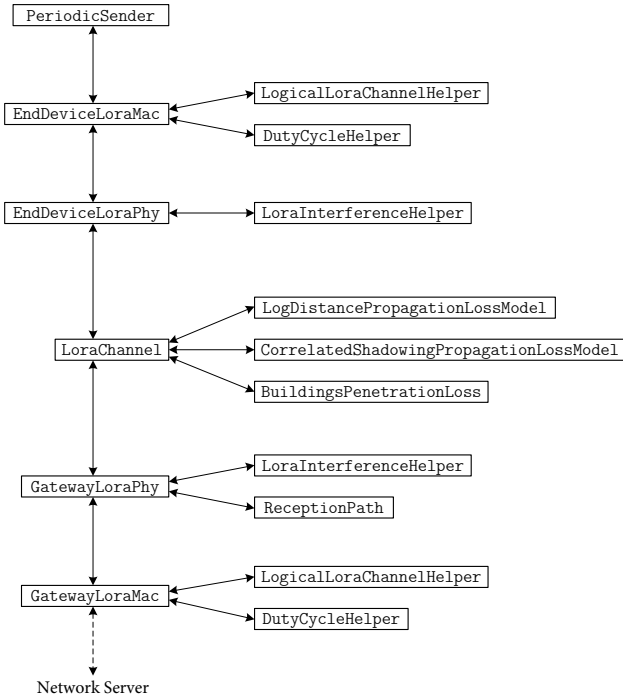 PeriodicSender
LogicalLoraChannelHelper
EndDeviceLoraMac
DutyCycleHelper
EndDeviceLoraPhy
LoraInterferenceHelper
LogDistancePropagationLossModel
LoraChannel
CorrelatedShadowingPropagationLossModel
BuildingsPenetrationLoss
LoraInterferenceHelper
GatewayLoraPhy
ReceptionPath
LogicalLoraChannelHelper
GatewayLoraMac
DutyCycleHelper
Network Server